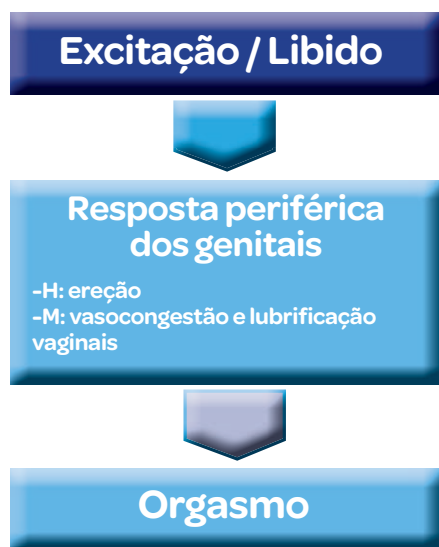 Excitação / Libido
Resposta periférica
dos genitais
-H: ereção
-M: vasocongestão e lubrificação
vaginais
Orgasmo